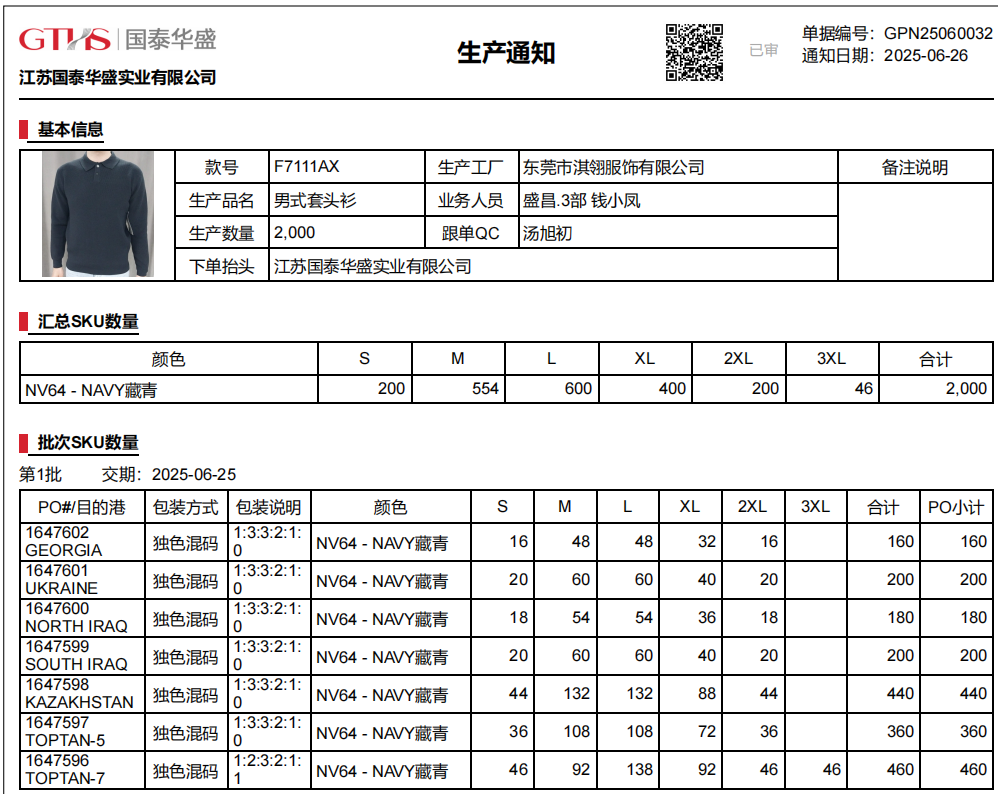 GTHS 国泰华盛
江苏国泰华盛实业有限公司
生产通知
已审
单据编号： GPN25060032
通知日期： 2025-06-26
基本信息
款号 F7111AX 生产工厂 东莞市淇翎服饰有限公司 备注说明
生产品名 男式套头衫 业务人员 盛昌.3部 钱小凤
生产数量 2,000 跟单QC 汤旭初
下单抬头 江苏国泰华盛实业有限公司
汇总SKU数量
颜色 S M L XL 2XL 3XL 合计
NV64 - NAVY藏青 200 554 600 400 200 46 2,000
批次SKU数量
第1批 交期： 2025-06-25
PO#/目的港 包装方式 包装说明 颜色 S M L XL 2XL 3XL 合计 PO小计
1647602 GEORGIA 独色混码 1:3:3:2:1:0 NV64 - NAVY藏青 16 48 48 32 16 160 160
1647601 UKRAINE 独色混码 1:3:3:2:1:0 NV64 - NAVY藏青 20 60 60 40 20 200 200
1647600 NORTH IRAQ 独色混码 1:3:3:2:1:0 NV64 - NAVY藏青 18 54 54 36 18 180 180
1647599 SOUTH IRAQ 独色混码 1:3:3:2:1:0 NV64 - NAVY藏青 20 60 60 40 20 200 200
1647598 KAZAKHSTAN 独色混码 1:3:3:2:1:0 NV64 - NAVY藏青 44 132 132 88 44 440 440
1647597 TOPTAN-5 独色混码 1:3:3:2:1:0 NV64 - NAVY藏青 36 108 108 72 36 360 360
1647596 TOPTAN-7 独色混码 1:2:3:2:1:1 NV64 - NAVY藏青 46 92 138 92 46 46 460 460